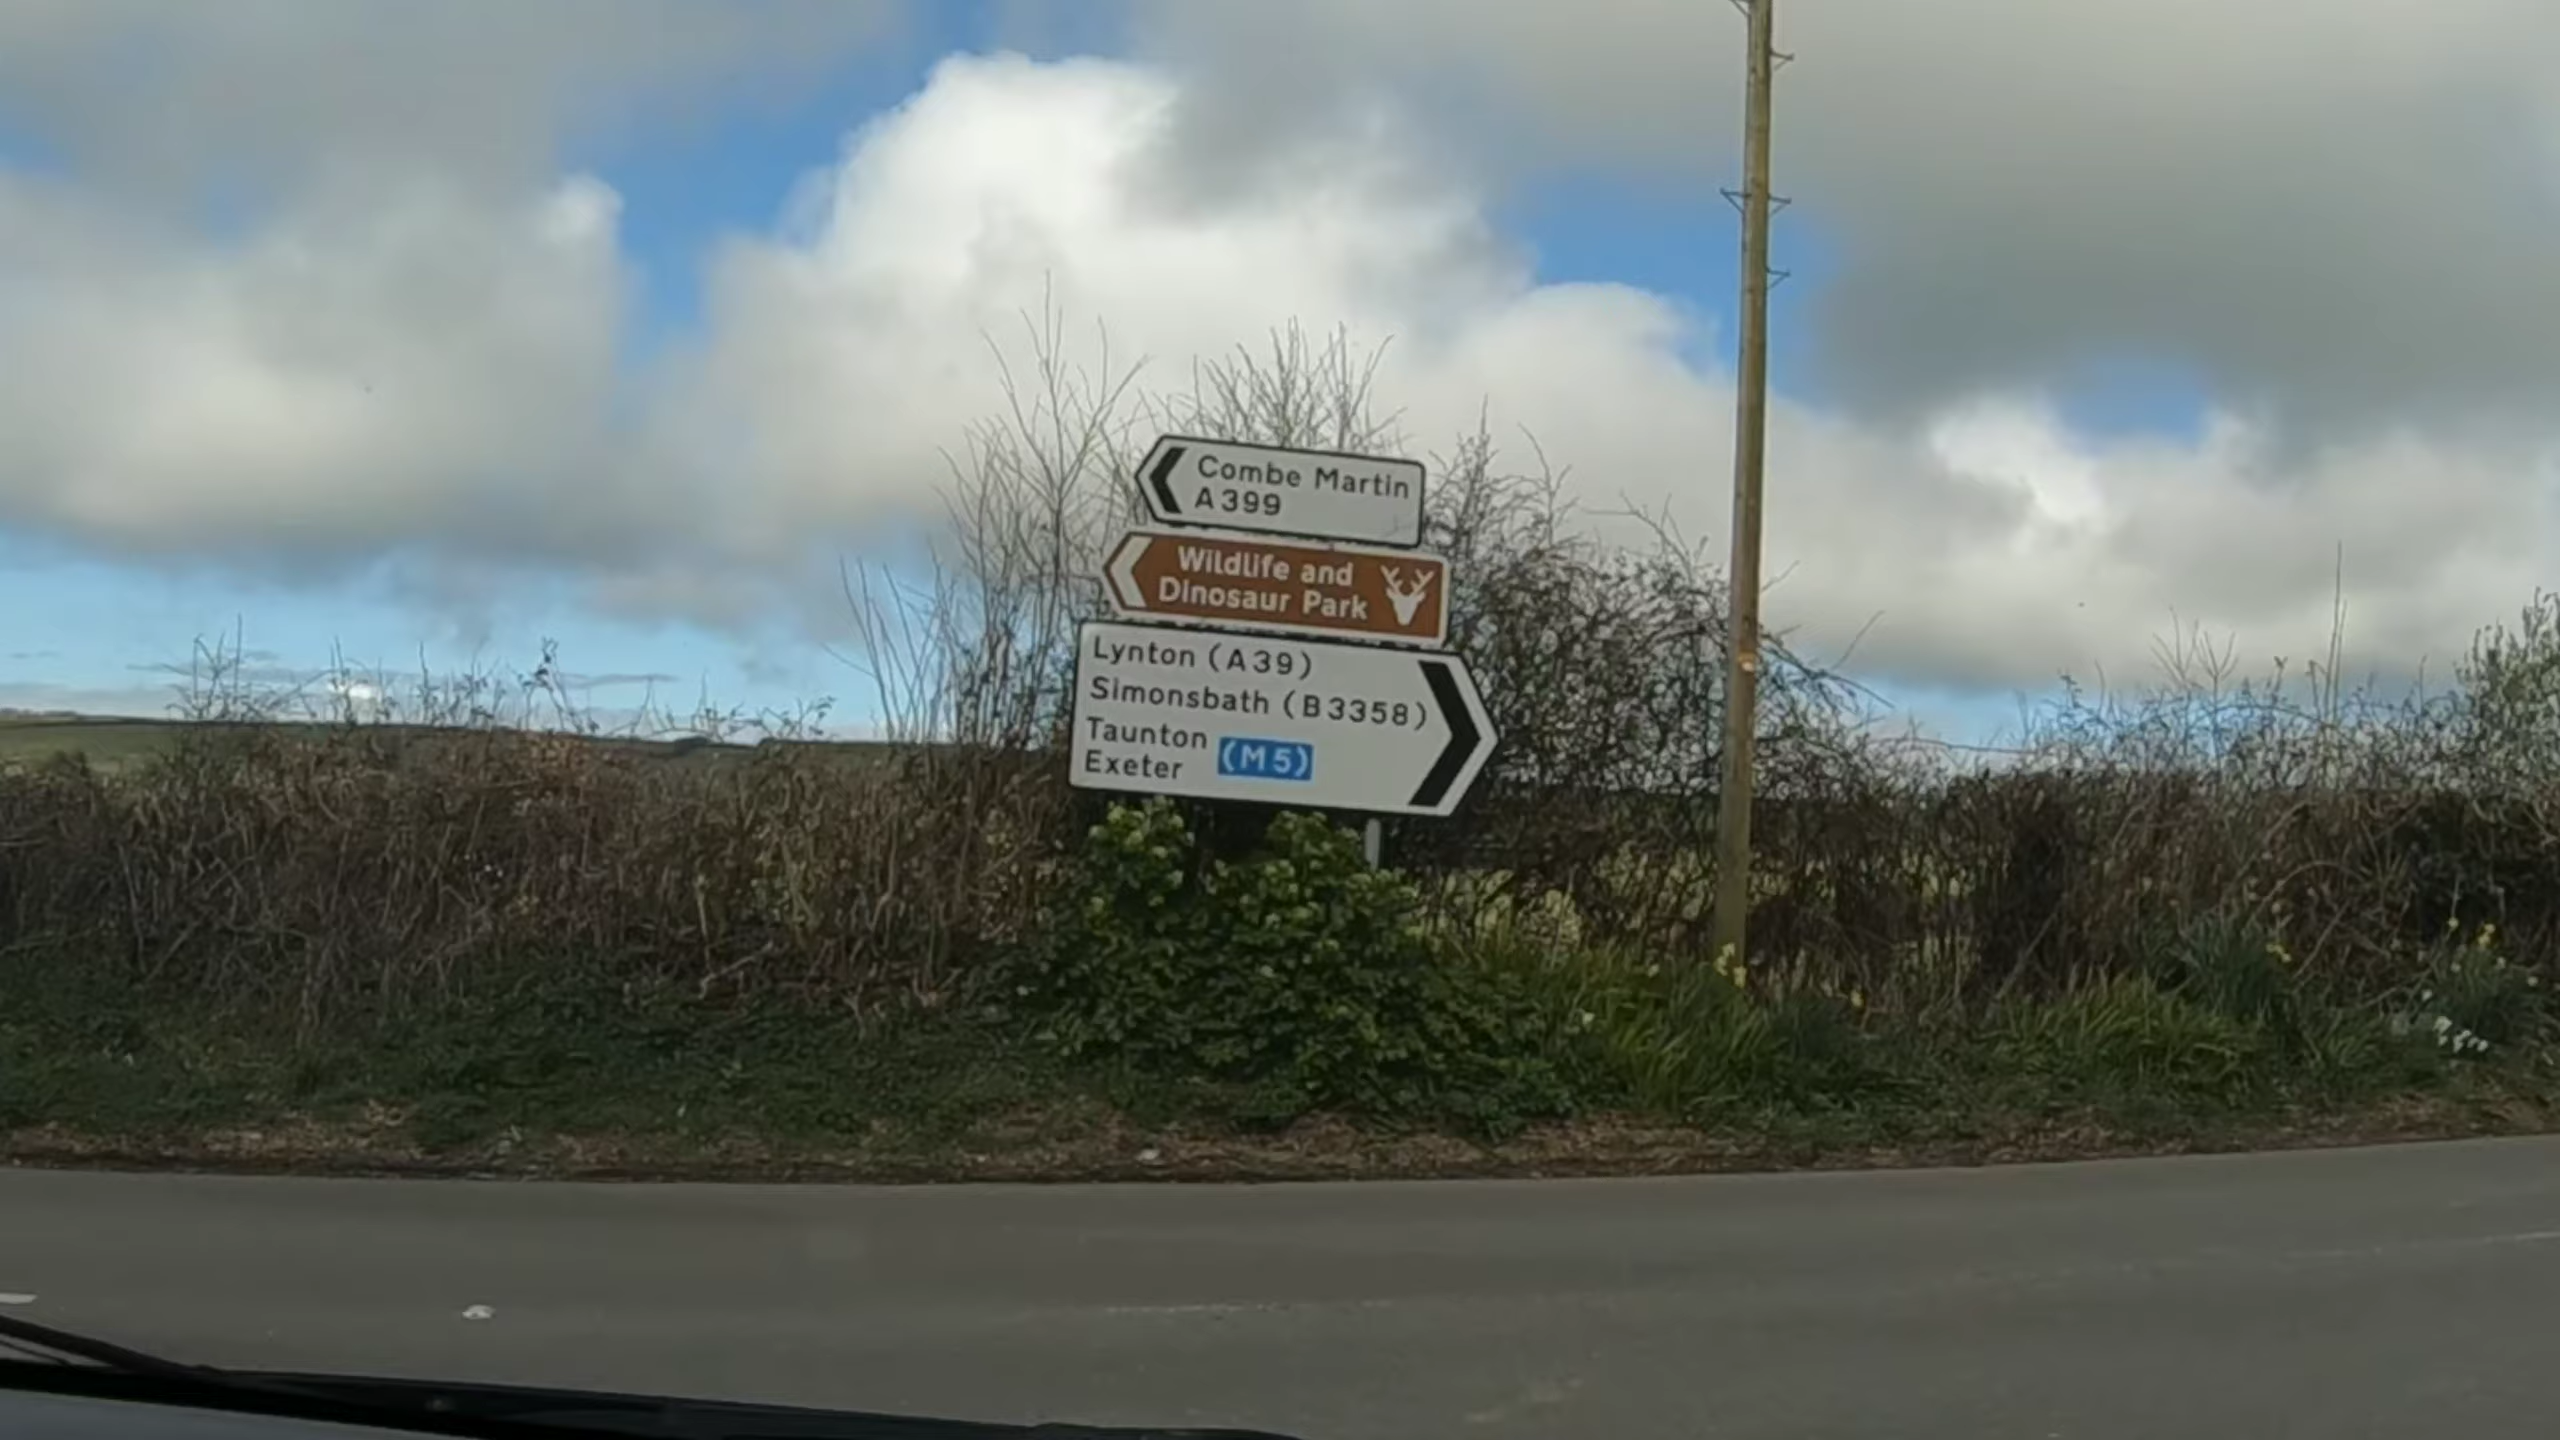 Combe Martin
A399
Wildlife and
Dinosaur Park
Lynton (A39)
Simonsbath (B3358)
Taunton
Exeter (M5)